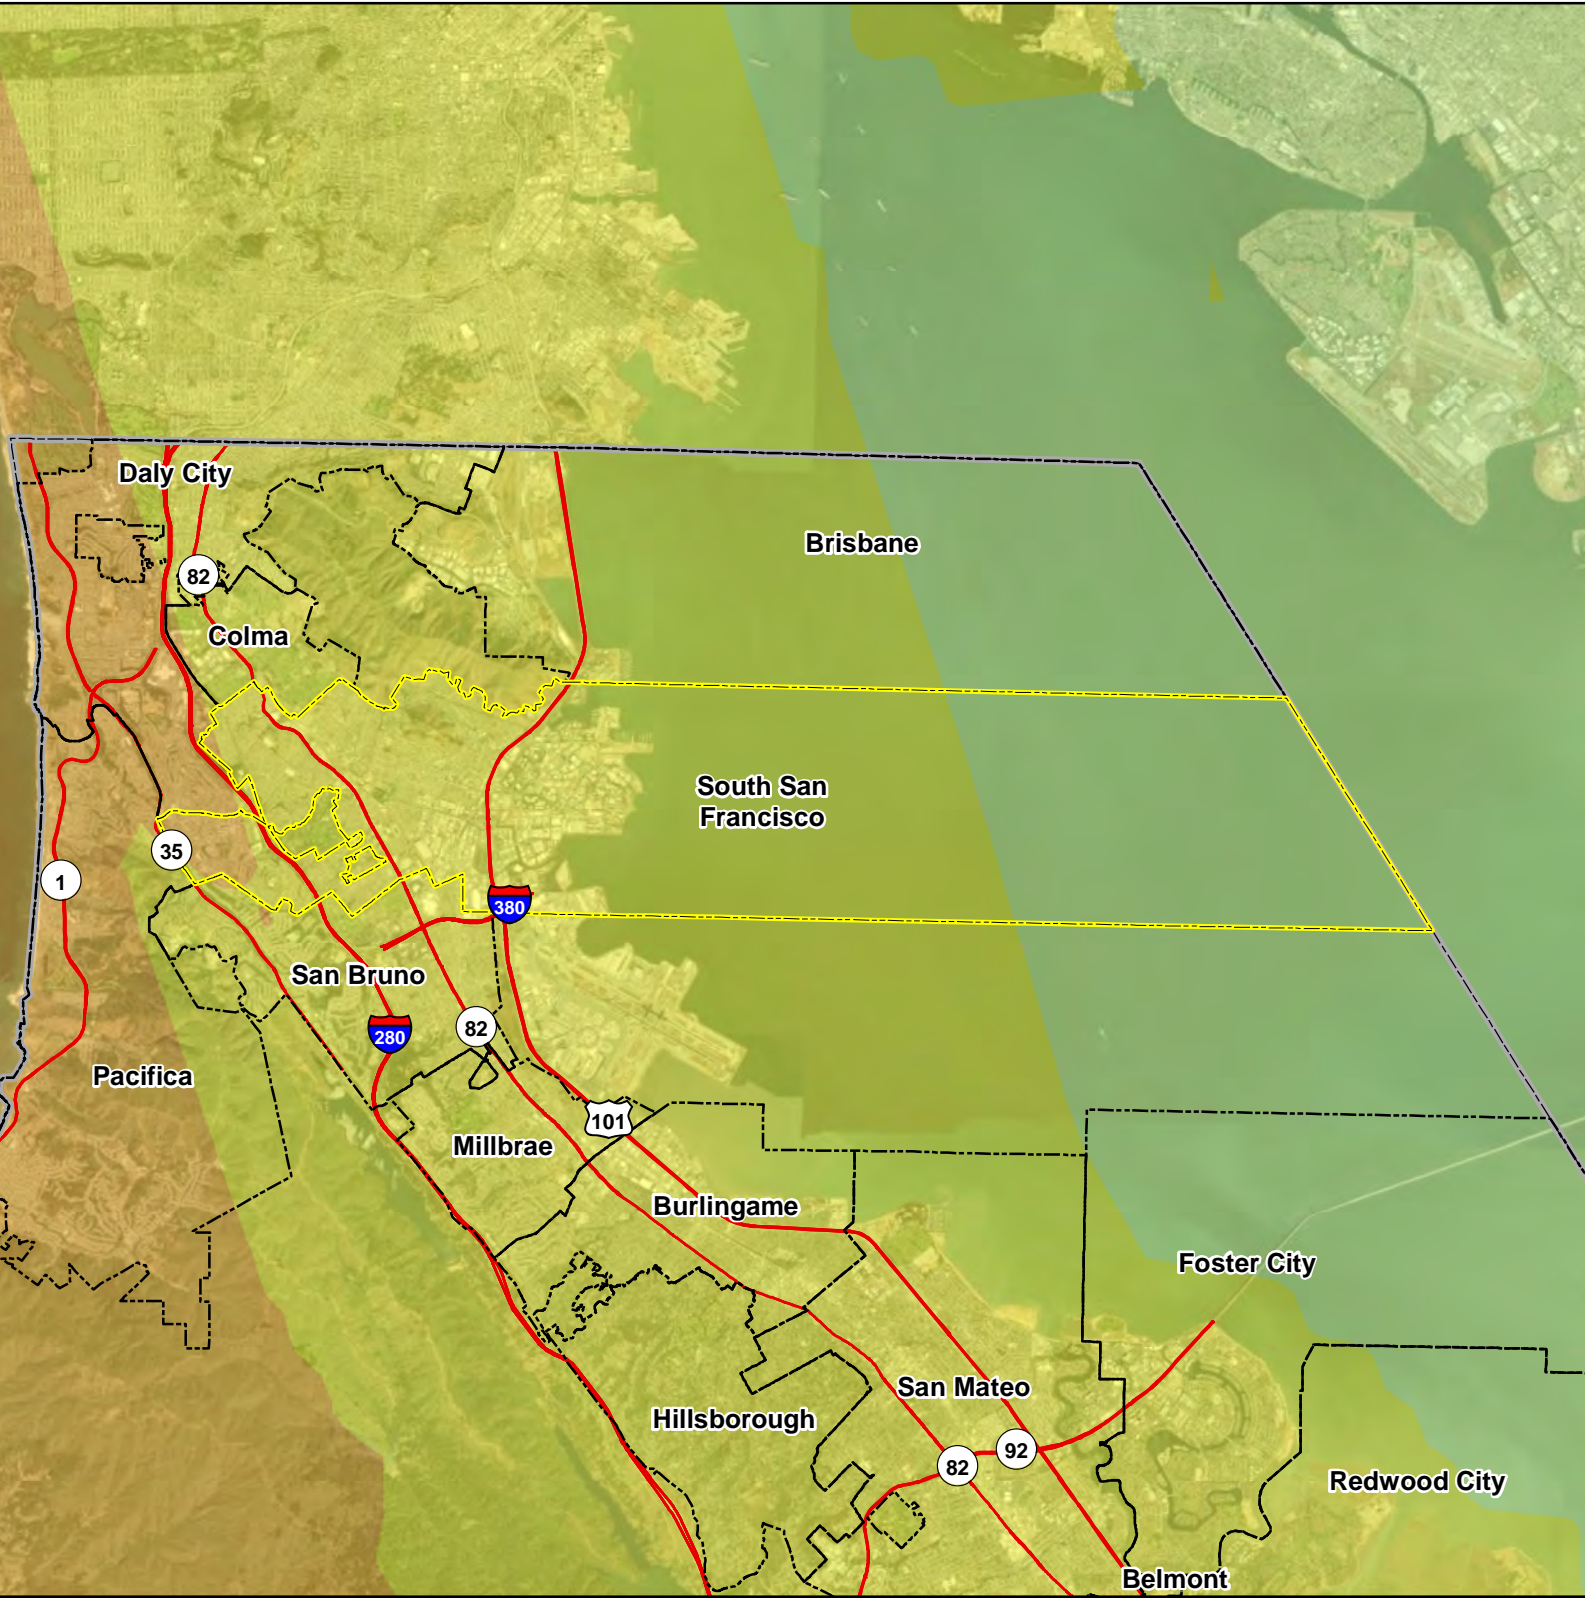 Daly City
Brisbane
82
Colma
South San
Francisco
35
1
380
San Bruno
82
280
Pacifica
101
Millbrae
Burlingame
Foster City
San Mateo
Hillsborough
92
82
Redwood City
Belmont